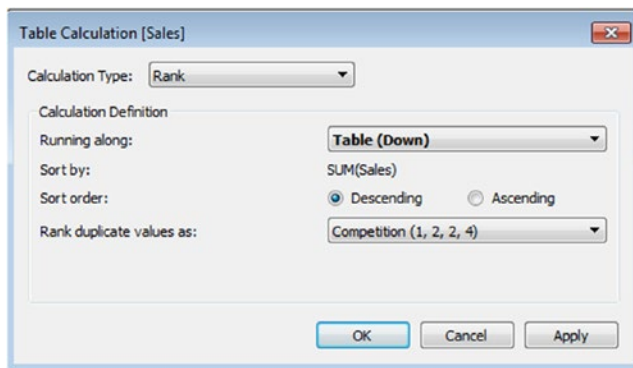 Table Calculation [Sales]
Calculation Type: Rank
Calculation Definition
Running along: Table (Down)
Sort by: SUM(Sales)
Sort order: Descending Ascending
Rank duplicate values as: Competition (1, 2, 2, 4)
OK Cancel Apply